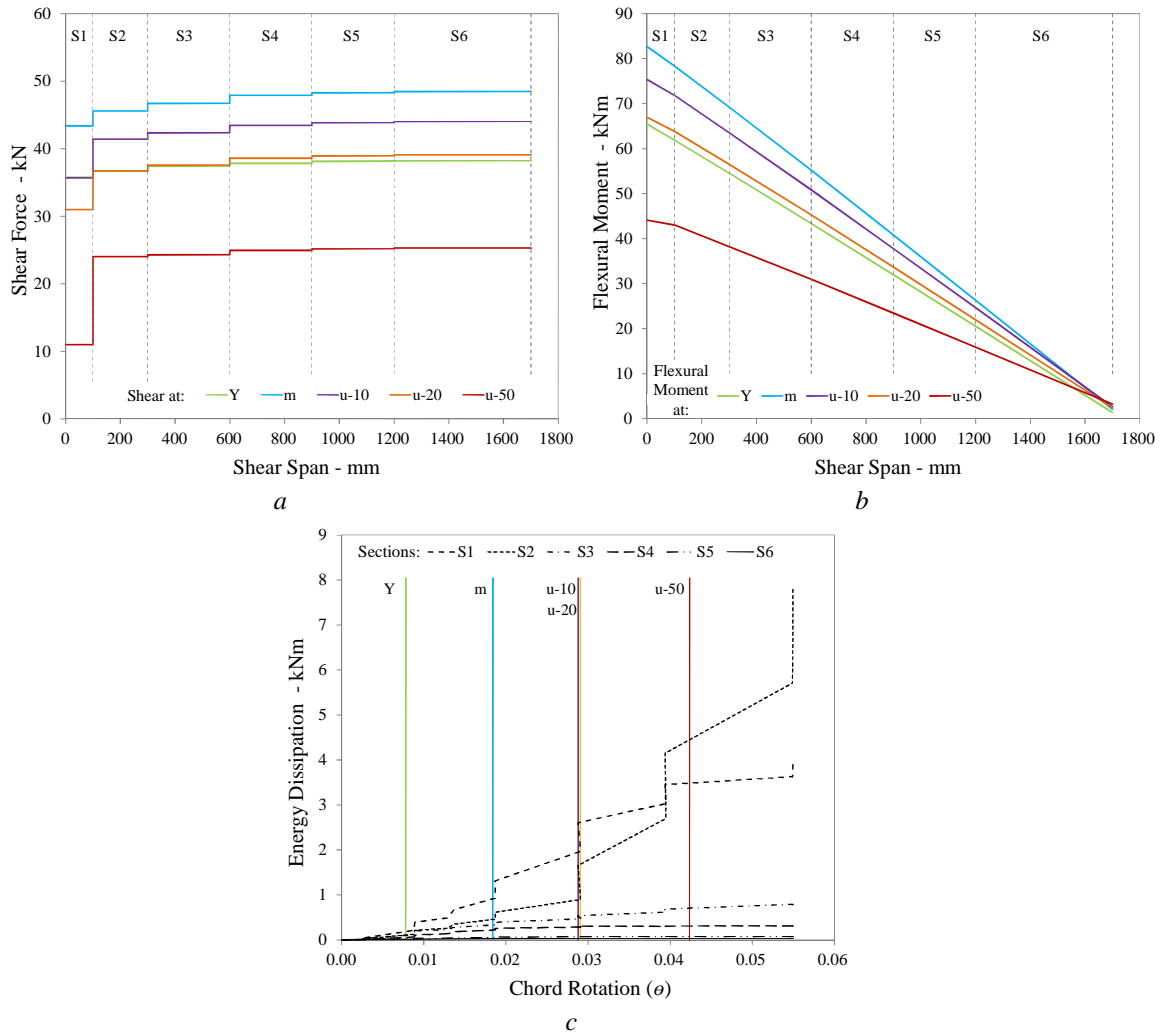 60
50
40
30
20
10
0
Shear Force - kN
S1 S2 S3 S4 S5 S6
Shear at: Y m u-10 u-20 u-50
0 200 400 600 800 1000 1200 1400 1600 1800
Shear Span - mm
a
90
80
70
60
50
40
30
20
10
0
Flexural Moment - kNm
S1 S2 S3 S4 S5 S6
Flexural
Moment
at:
Y m u-10 u-20 u-50
0 200 400 600 800 1000 1200 1400 1600 1800
Shear Span - mm
b
9
8
7
6
5
4
3
2
1
0
Energy Dissipation - kNm
Sections: S1 S2 S3 S4 S5 S6
Y m u-10 u-50
u-20
0.00 0.01 0.02 0.03 0.04 0.05 0.06
Chord Rotation (ө)
c